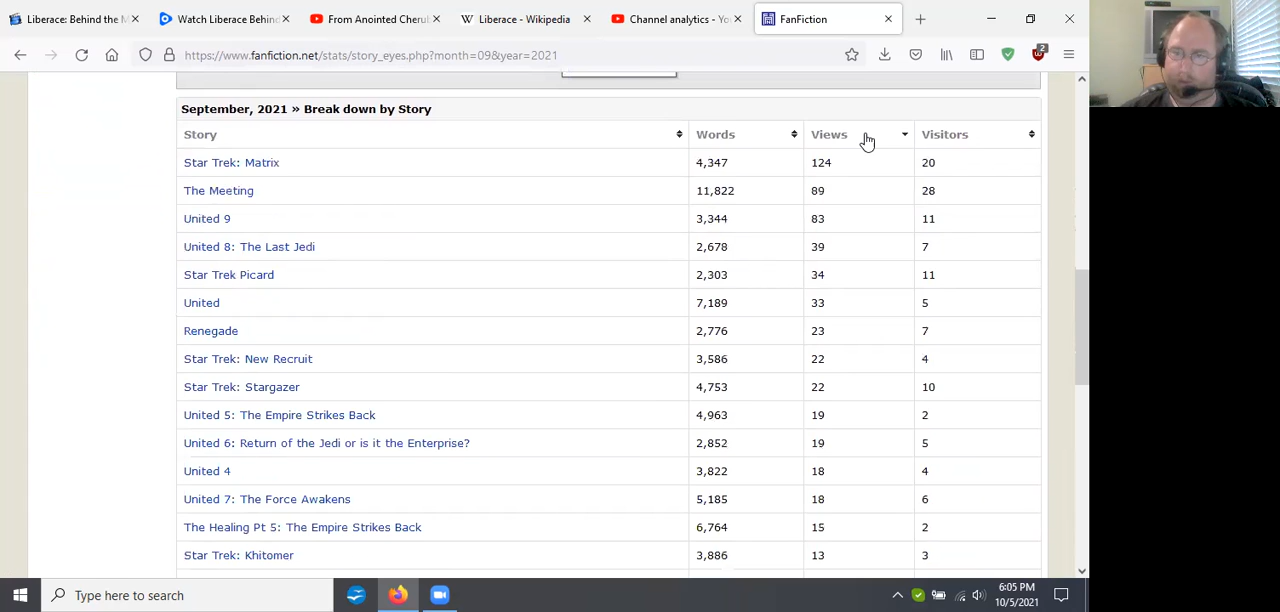 Liberace: Behind the M
Watch Liberace Behind
From Anointed Cherub
Liberace - Wikipedia
Channel analytics - You
FanFiction
https://www.fanfiction.net/stats/story_eyes.php?month=09&year=2021
2
September, 2021 » Break down by Story
Story Words Views Visitors
Star Trek: Matrix 4,347 124 20
The Meeting 11,822 89 28
United 9 3,344 83 11
United 8: The Last Jedi 2,678 39 7
Star Trek Picard 2,303 34 11
United 7,189 33 5
Renegade 2,776 23 7
Star Trek: New Recruit 3,586 22 4
Star Trek: Stargazer 4,753 22 10
United 5: The Empire Strikes Back 4,963 19 2
United 6: Return of the Jedi or is it the Enterprise? 2,852 19 5
United 4 3,822 18 4
United 7: The Force Awakens 5,185 18 6
The Healing Pt 5: The Empire Strikes Back 6,764 15 2
Star Trek: Khitomer 3,886 13 3
Type here to search
6:05 PM
10/5/2021